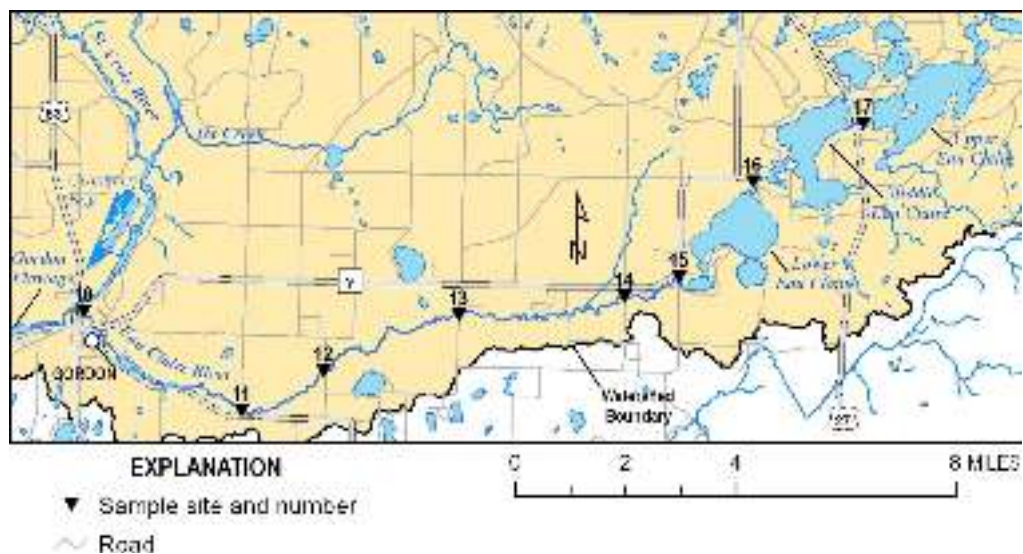 53
St. Croix River
Ox Creek
17
Upper
Eau Claire
16
Middle
Eau Claire
Gordon
N
15
Lower
Eau Claire
Y
14
13
10
GORDON
Eau Claire River
12
11
Watershed
Boundary
27
EXPLANATION
Sample site and number
Road
0 2 4 8 MILES